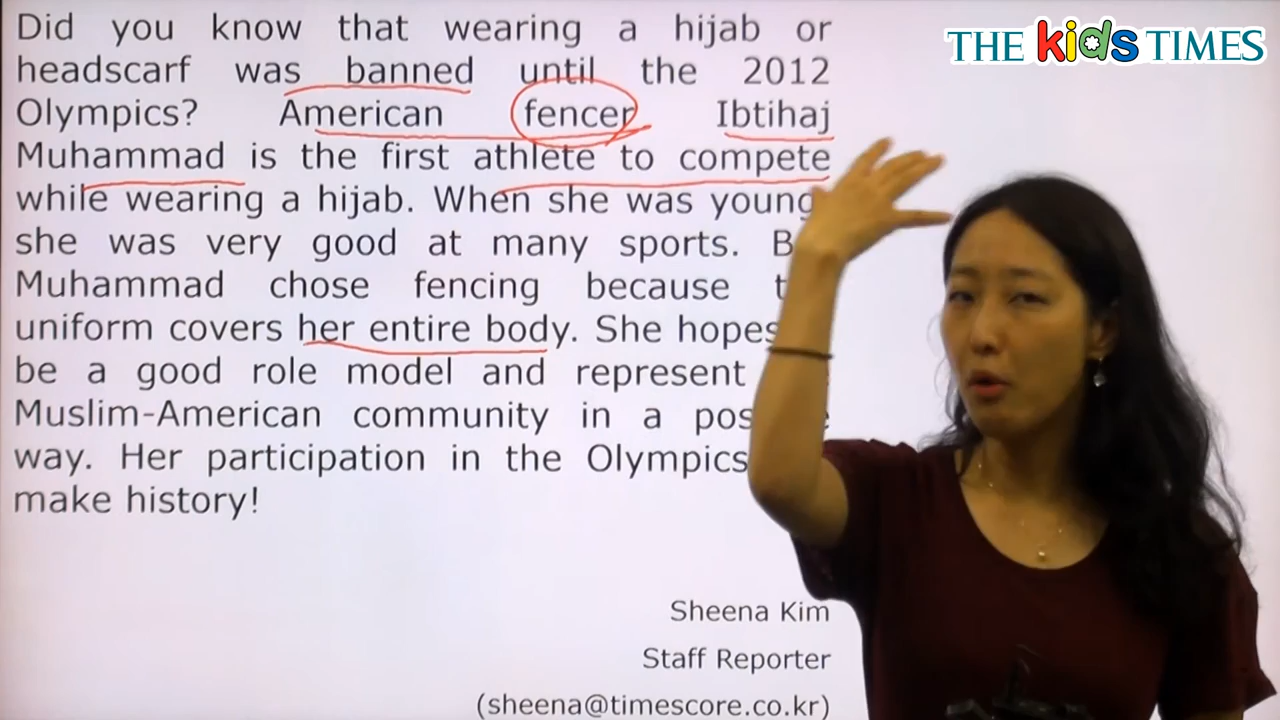 THE kids TIMES
Did you know that wearing a hijab or
headscarf was banned until the 2012
Olympics? American fencer Ibtihaj
Muhammad is the first athlete to compete
while wearing a hijab. When she was young
she was very good at many sports.
Muhammad chose fencing because
uniform covers her entire body. She hopes
be a good role model and represent
Muslim-American community in a
way. Her participation in the Olympics
make history!
Sheena Kim
Staff Reporter
(sheena@timescore.co.kr)